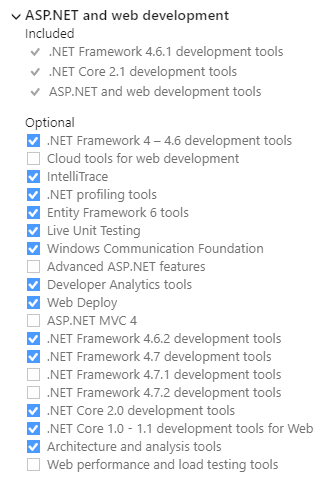 ASP.NET and web development
Included
.NET Framework 4.6.1 development tools
.NET Core 2.1 development tools
ASP.NET and web development tools
Optional
.NET Framework 4 – 4.6 development tools
Cloud tools for web development
IntelliTrace
.NET profiling tools
Entity Framework 6 tools
Live Unit Testing
Windows Communication Foundation
Advanced ASP.NET features
Developer Analytics tools
Web Deploy
ASP.NET MVC 4
.NET Framework 4.6.2 development tools
.NET Framework 4.7 development tools
.NET Framework 4.7.1 development tools
.NET Framework 4.7.2 development tools
.NET Core 2.0 development tools
.NET Core 1.0 - 1.1 development tools for Web
Architecture and analysis tools
Web performance and load testing tools